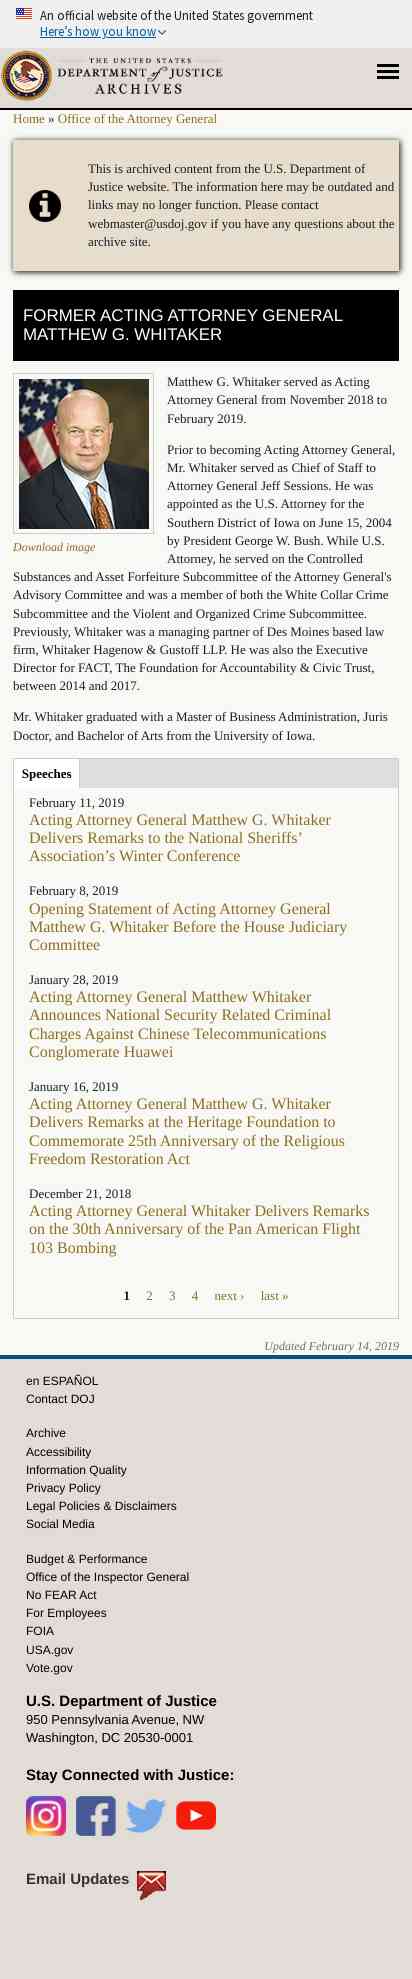 An official website of the United States government
Here's how you know
THE UNITED STATES
DEPARTMENT of JUSTICE
ARCHIVES
Home » Office of the Attorney General
This is archived content from the U.S. Department of
Justice website. The information here may be outdated and
links may no longer function. Please contact
webmaster@usdoj.gov if you have any questions about the
archive site.
FORMER ACTING ATTORNEY GENERAL
MATTHEW G. WHITAKER
Matthew G. Whitaker served as Acting
Attorney General from November 2018 to
February 2019.
Prior to becoming Acting Attorney General,
Mr. Whitaker served as Chief of Staff to
Attorney General Jeff Sessions. He was
appointed as the U.S. Attorney for the
Southern District of Iowa on June 15, 2004
by President George W. Bush. While U.S.
Download image
Attorney, he served on the Controlled
Substances and Asset Forfeiture Subcommittee of the Attorney General's
Advisory Committee and was a member of both the White Collar Crime
Subcommittee and the Violent and Organized Crime Subcommittee.
Previously, Whitaker was a managing partner of Des Moines based law
firm, Whitaker Hagenow & Gustoff LLP. He was also the Executive
Director for FACT, The Foundation for Accountability & Civic Trust,
between 2014 and 2017.
Mr. Whitaker graduated with a Master of Business Administration, Juris
Doctor, and Bachelor of Arts from the University of Iowa.
Speeches
February 11, 2019
Acting Attorney General Matthew G. Whitaker
Delivers Remarks to the National Sheriffs’
Association’s Winter Conference
February 8, 2019
Opening Statement of Acting Attorney General
Matthew G. Whitaker Before the House Judiciary
Committee
January 28, 2019
Acting Attorney General Matthew Whitaker
Announces National Security Related Criminal
Charges Against Chinese Telecommunications
Conglomerate Huawei
January 16, 2019
Acting Attorney General Matthew G. Whitaker
Delivers Remarks at the Heritage Foundation to
Commemorate 25th Anniversary of the Religious
Freedom Restoration Act
December 21, 2018
Acting Attorney General Whitaker Delivers Remarks
on the 30th Anniversary of the Pan American Flight
103 Bombing
1 2 3 4 next › last »
Updated February 14, 2019
en ESPAÑOL
Contact DOJ
Archive
Accessibility
Information Quality
Privacy Policy
Legal Policies & Disclaimers
Social Media
Budget & Performance
Office of the Inspector General
No FEAR Act
For Employees
FOIA
USA.gov
Vote.gov
U.S. Department of Justice
950 Pennsylvania Avenue, NW
Washington, DC 20530-0001
Stay Connected with Justice:
Email Updates